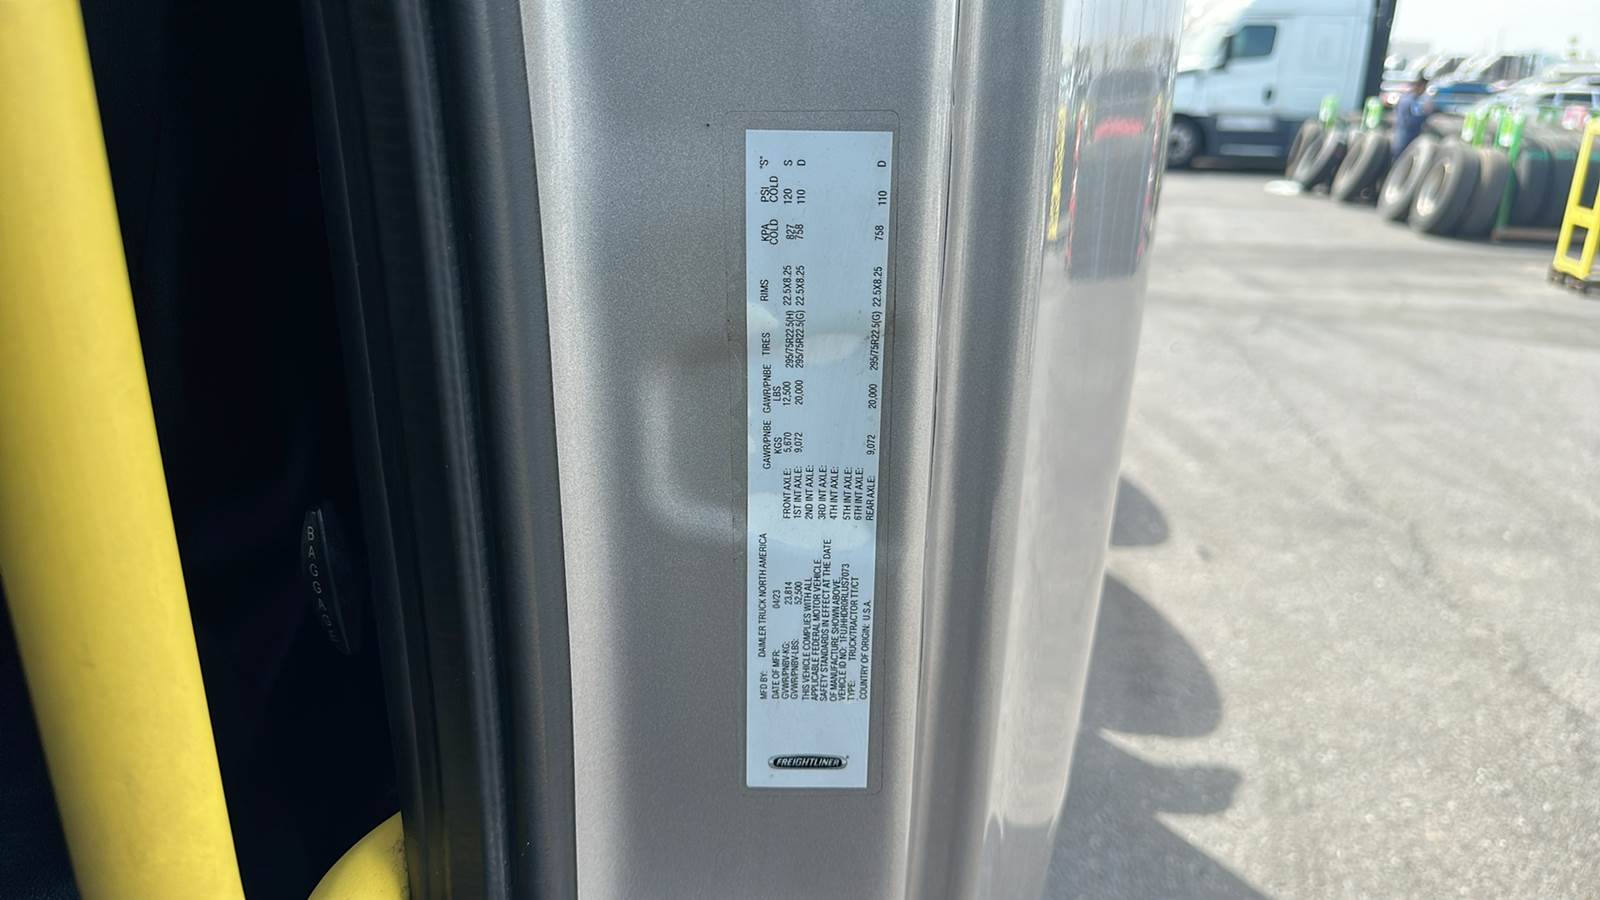 FREIGHTLINER
MFD BY: DAIMLER TRUCK NORTH AMERICA
DATE OF MFR: 04/23
GVWR/PNBV-KG: 23,814
GVWR/PNBV-LBS: 52,500
THIS VEHICLE COMPLIES WITH ALL
APPLICABLE FEDERAL MOTOR VEHICLE
SAFETY STANDARDS IN EFFECT AT THE DATE
OF MANUFACTURE SHOWN ABOVE.
VEHICLE ID NO:
TYPE: TRUCK/TRACTOR TT/CT
COUNTRY OF ORIGIN: U.S.A.
GAWR/PNBE GAWR/PNBE TIRES RIMS KPA PSI "S"
KGS LBS COLD COLD
FRONT AXLE: 5,670 12,500 295/75R22.5(H) 22.5X8.25 827 120 S
1ST INT AXLE: 9,072 20,000 295/75R22.5(G) 22.5X8.25 758 110 D
2ND INT AXLE:
3RD INT AXLE:
4TH INT AXLE:
5TH INT AXLE:
6TH INT AXLE:
REAR AXLE: 9,072 20,000 295/75R22.5(G) 22.5X8.25 758 110 D
BAGGAGE